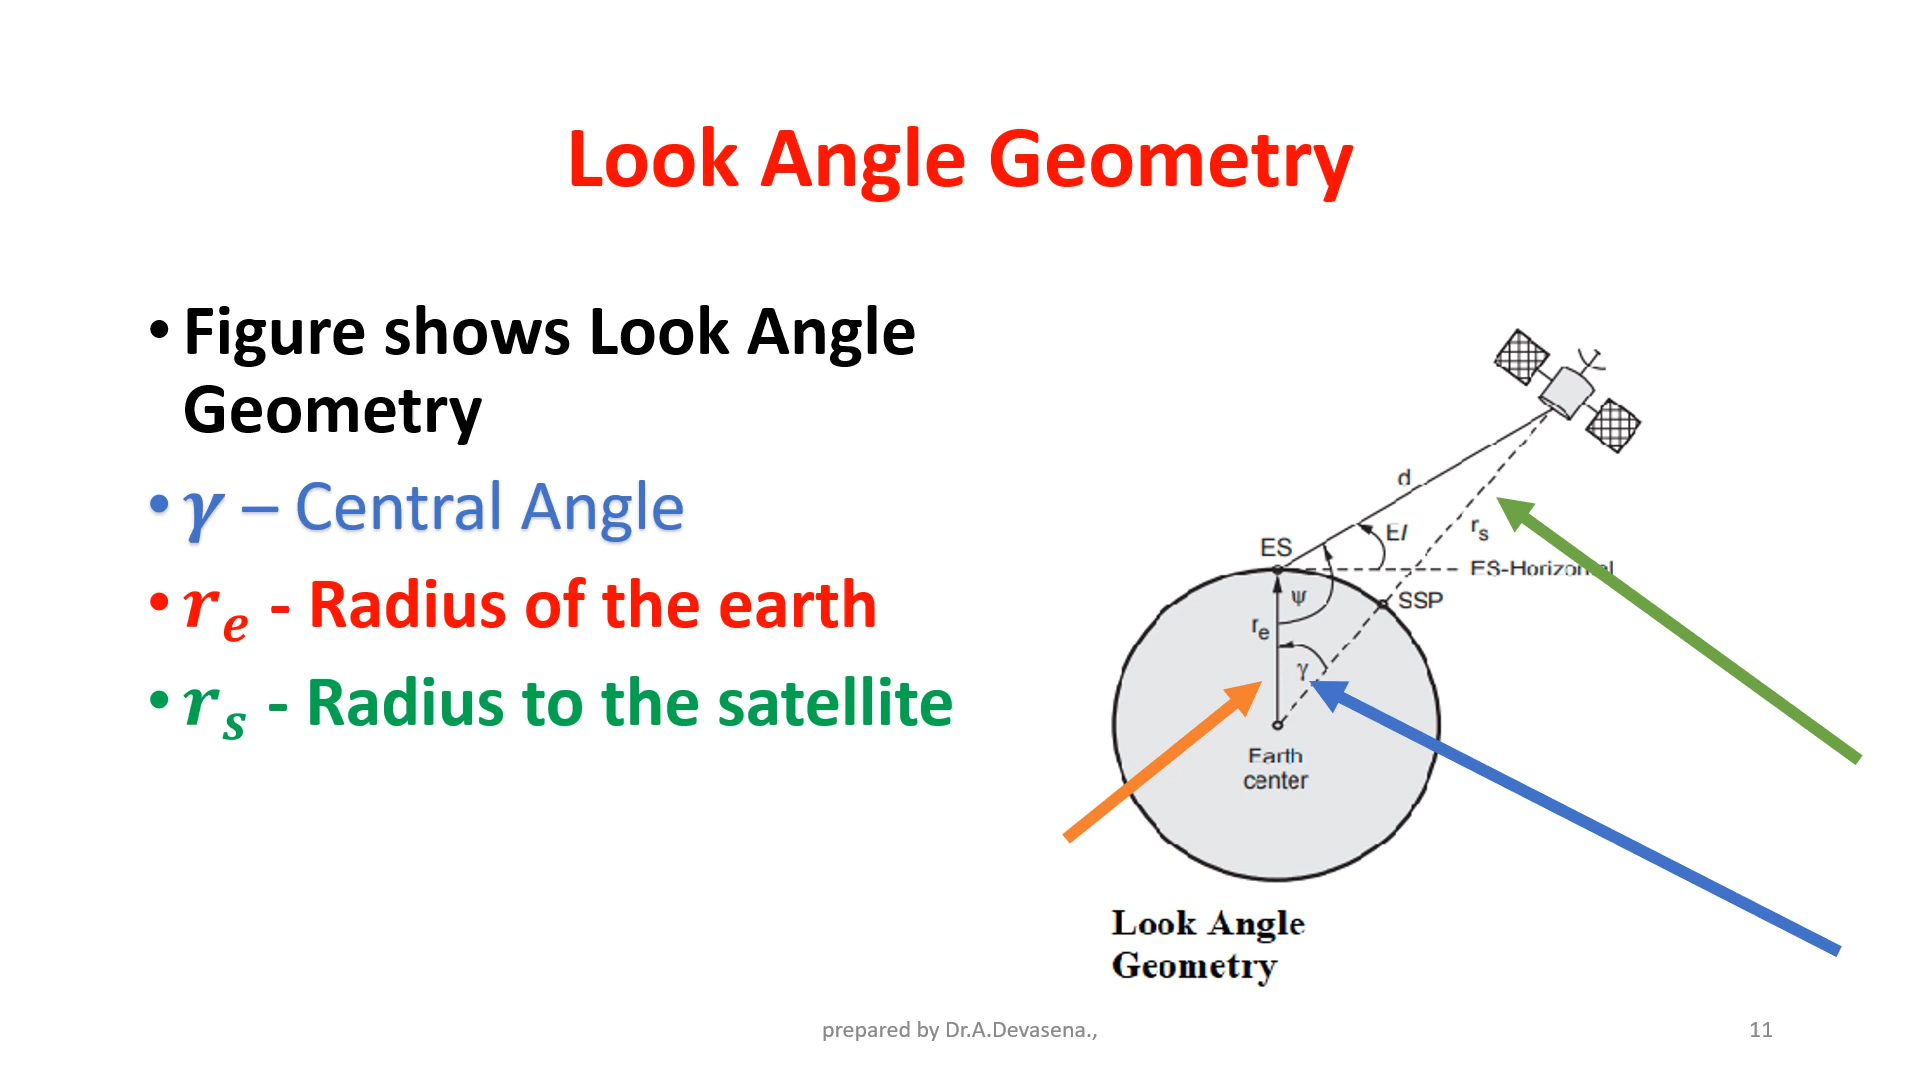 Look Angle Geometry
• Figure shows Look Angle
Geometry
• γ – Central Angle
• rₑ - Radius of the earth
• rₛ - Radius to the satellite
d
El
rₛ
ES
ES-Horizontal
ψ
SSP
rₑ
γ
Earth
center
Look Angle
Geometry
prepared by Dr.A.Devasena.,
11